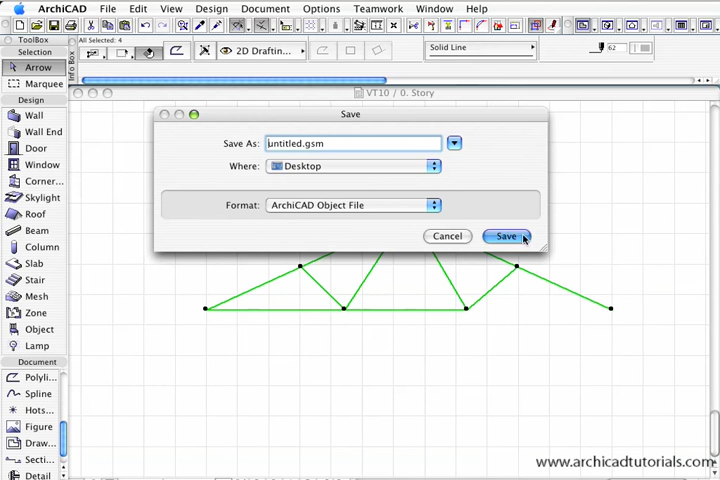 ArchiCAD File Edit View Design Document Options Teamwork Window Help
ToolBox
Selection
Arrow
Marquee
Design
Wall
Wall End
Door
Window
Corner...
Skylight
Roof
Beam
Column
Slab
Stair
Mesh
Zone
Object
Lamp
Document
Polyli...
Spline
Hots...
Figure
Draw...
Secti...
Detail
Info Box
All Selected: 4
2D Draftin...
Solid Line
62
VT10 / 0. Story
Save
Save As: untitled.gsm
Where: Desktop
Format: ArchiCAD Object File
Cancel Save
www.archicadtutorials.com